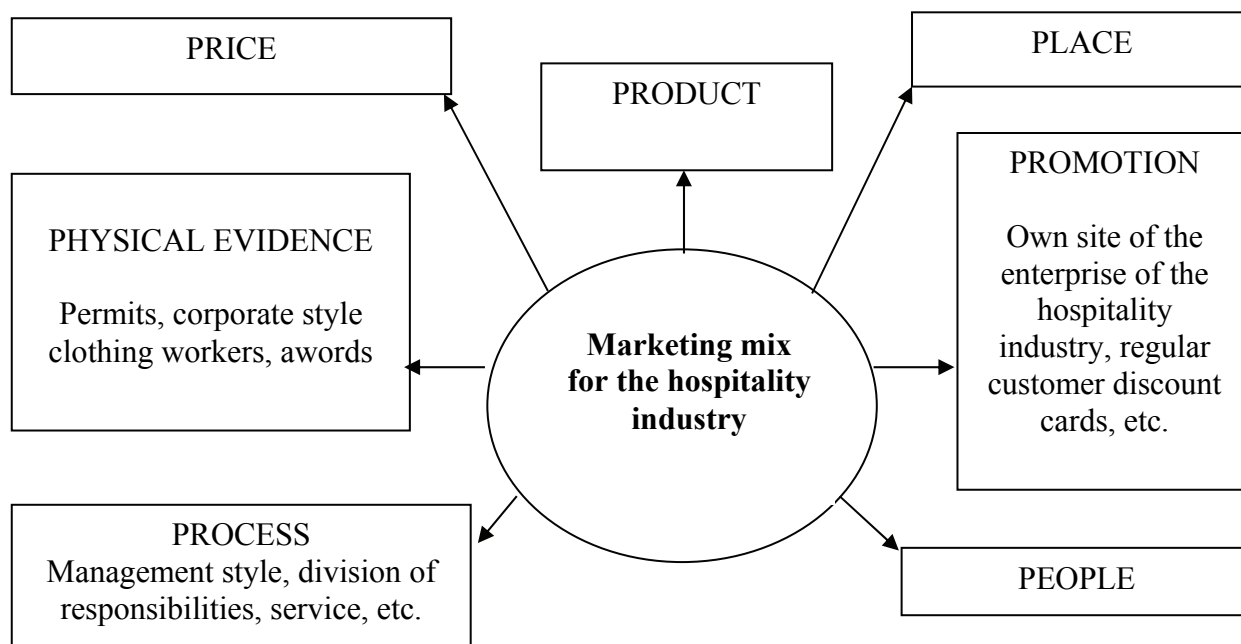 PRICE
PRODUCT
PLACE
PHYSICAL EVIDENCE
Permits, corporate style
clothing workers, awords
Marketing mix
for the hospitality
industry
PROMOTION
Own site of the
enterprise of the
hospitality
industry, regular
customer discount
cards, etc.
PROCESS
Management style, division of
responsibilities, service, etc.
PEOPLE